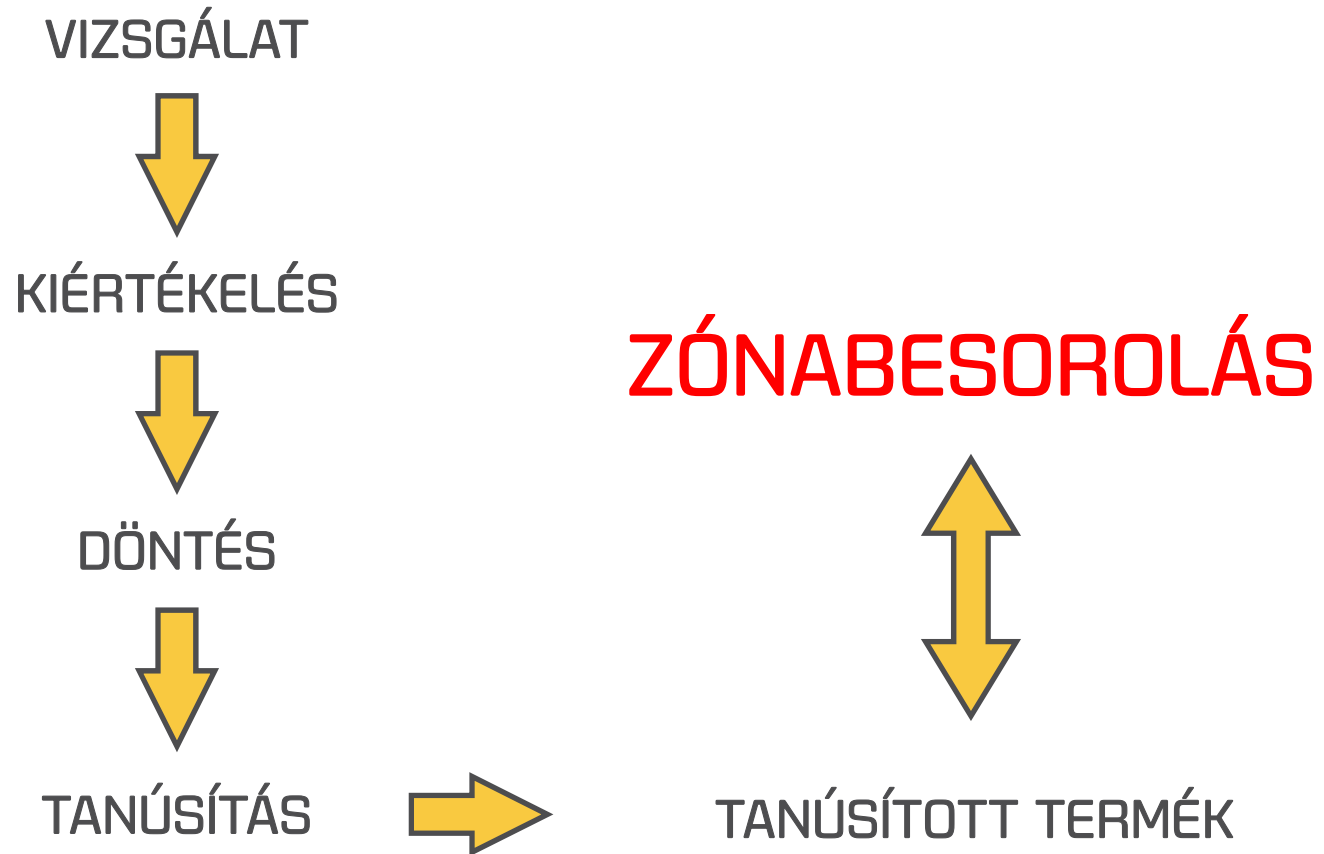 VIZSGÁLAT
KIÉRTÉKELÉS
DÖNTÉS
TANÚSÍTÁS
ZÓNABESOROLÁS
TANÚSÍTOTT TERMÉK